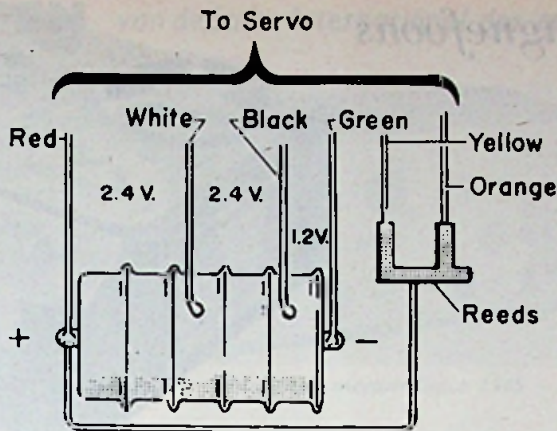 To Servo
White
Black
Green
Red
Yellow
2.4 V.
2.4 V.
Orange
1.2V.
Reeds
+
-